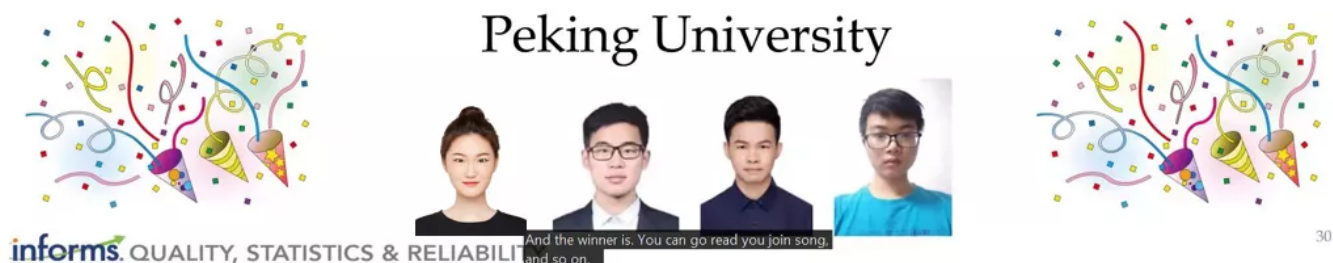 Peking University
informs. QUALITY, STATISTICS & RELIABILIT
And the winner is. You can go read you join song,
and so on.
30